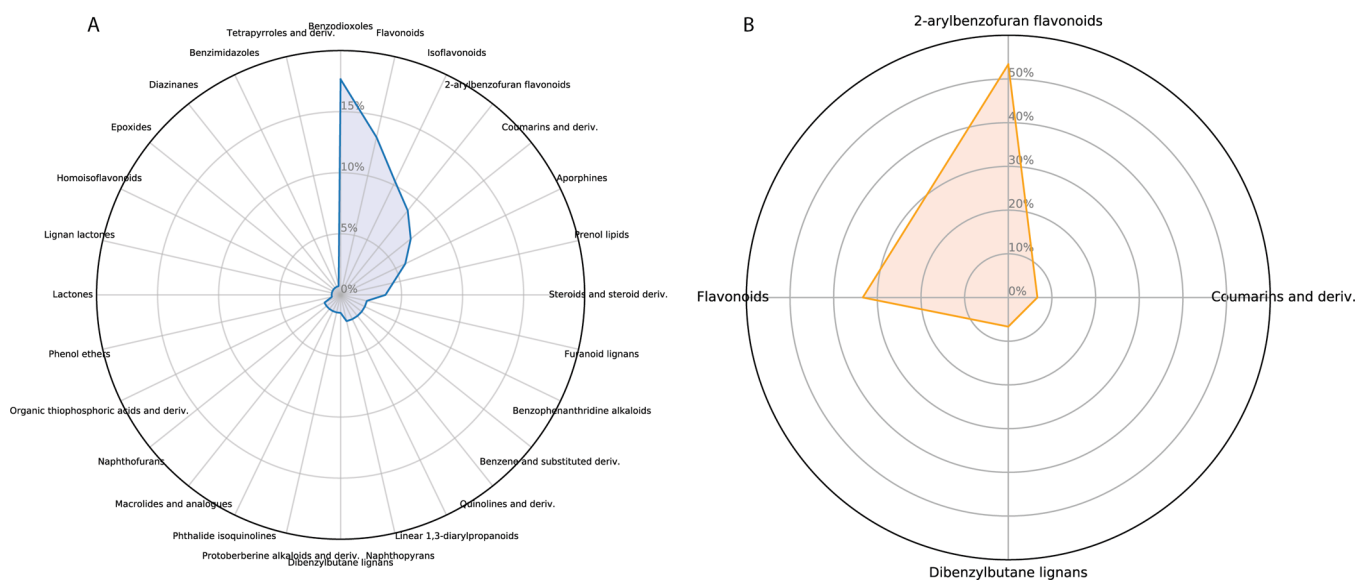 A
Benzodioxoles
Tetrapyrroles and deriv.
Flavonoids
Benzimidazoles
Isoflavonoids
Diazinanes
2-arylbenzofuran flavonoids
Epoxides
Coumarins and deriv.
Homoisoflavonoids
Aporphines
Lignan lactones
Prenol lipids
Lactones
Steroids and steroid deriv.
Phenol ethers
Furanoid lignans
Organic thiophosphoric acids and deriv.
Benzophenanthridine alkaloids
Naphthofurans
Benzene and substituted deriv.
Macrolides and analogues
Quinolines and deriv.
Phthalide isoquinolines
Linear 1,3-diarylpropanoids
Protoberberine alkaloids and deriv.
Naphthopyrans
Dibenzylbutane lignans
15%
10%
5%
0%
B
2-arylbenzofuran flavonoids
50%
40%
30%
20%
10%
0%
Flavonoids
Coumarins and deriv.
Dibenzylbutane lignans